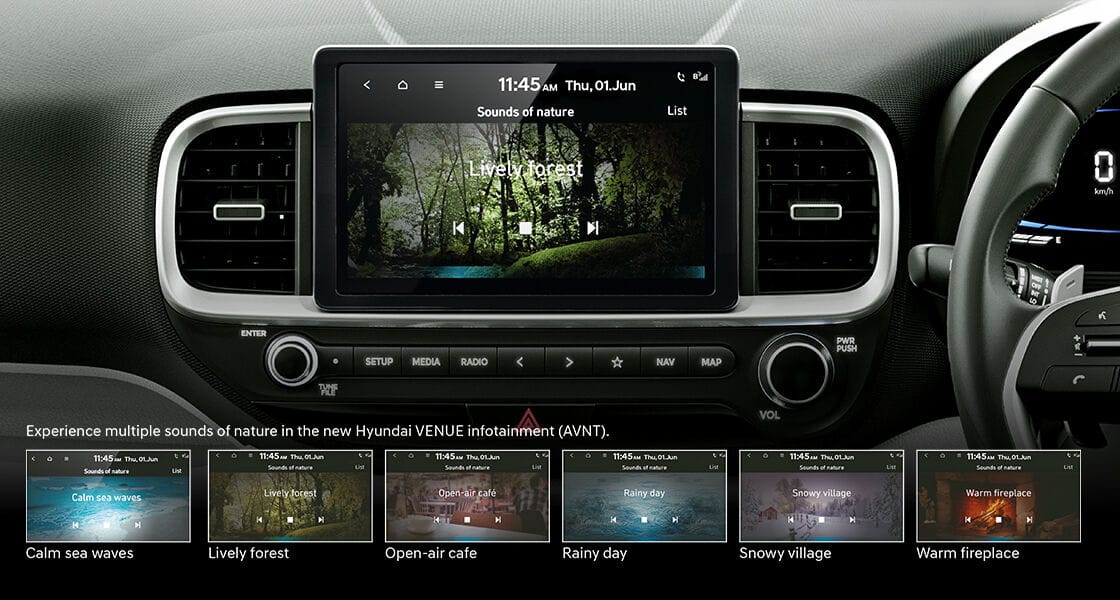 11:45 AM Thu, 01.Jun
Sounds of nature
List
Lively forest
0
km/h
E
ENTER
SETUP
MEDIA
RADIO
NAV
MAP
PWR
PUSH
TUNE
FILE
VOL
MIST
OFF
INT
LO
Experience multiple sounds of nature in the new Hyundai VENUE infotainment (AVNT).
11:45 AM Thu, 01.Jun
Sounds of nature
List
Calm sea waves
11:45 AM Thu, 01.Jun
Sounds of nature
List
Lively forest
11:45 AM Thu, 01.Jun
Sounds of nature
List
Open-air café
11:45 AM Thu, 01.Jun
Sounds of nature
List
Rainy day
11:45 AM Thu, 01.Jun
Sounds of nature
List
Snowy village
11:45 AM Thu, 01.Jun
Sounds of nature
List
Warm fireplace
Calm sea waves
Lively forest
Open-air cafe
Rainy day
Snowy village
Warm fireplace